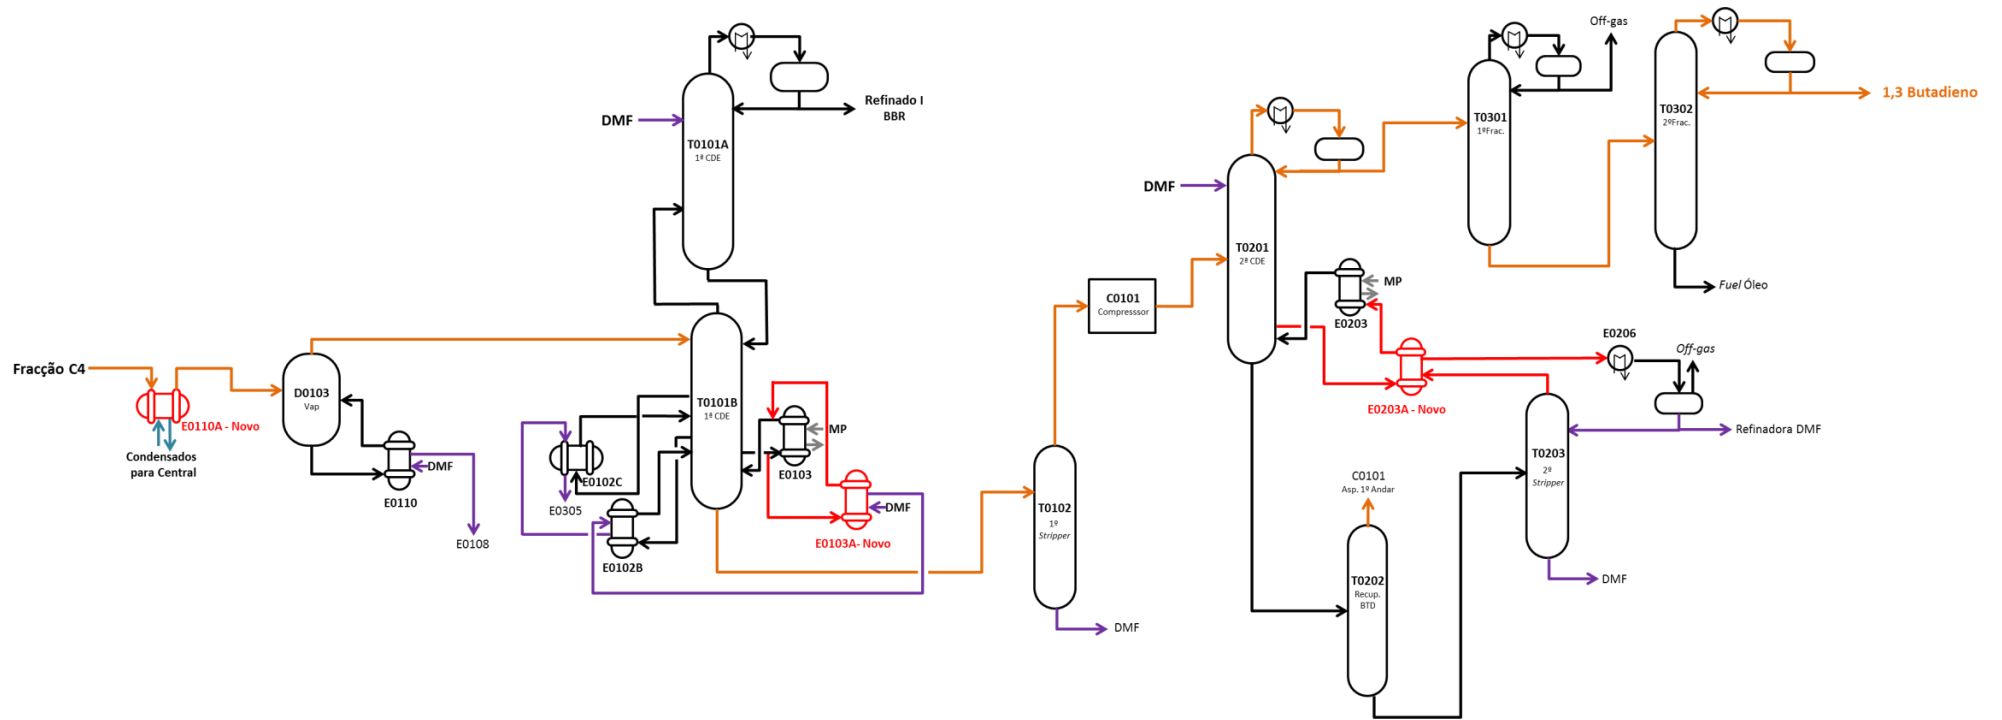 Fracção C4
E0110A - Novo
Condensados
para Central
D0103
Vap
DMF
E0110
E0108
DMF
T0101A
1ª CDE
Refinado I
BBR
T0101B
1ª CDE
E0102C
E0305
E0102B
MP
E0103
DMF
E0103A- Novo
T0102
1º
Stripper
DMF
C0101
Compresssor
DMF
T0201
2ª CDE
MP
E0203
E0203A - Novo
T0301
1ºFrac.
Off-gas
T0302
2ºFrac.
1,3 Butadieno
Fuel Óleo
E0206
Off-gas
Refinadora DMF
T0203
2º
Stripper
DMF
C0101
Asp. 1º Andar
T0202
Recup.
BTD